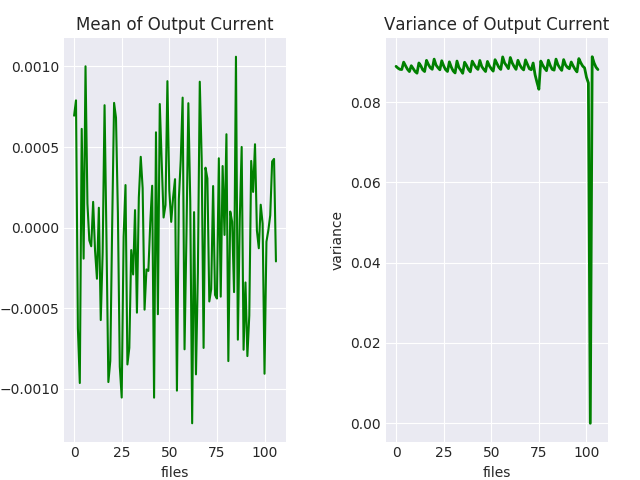 Mean of Output Current
0.0010
0.0005
0.0000
−0.0005
−0.0010
0 25 50 75 100
files
Variance of Output Current
variance
0.08
0.06
0.04
0.02
0.00
0 25 50 75 100
files